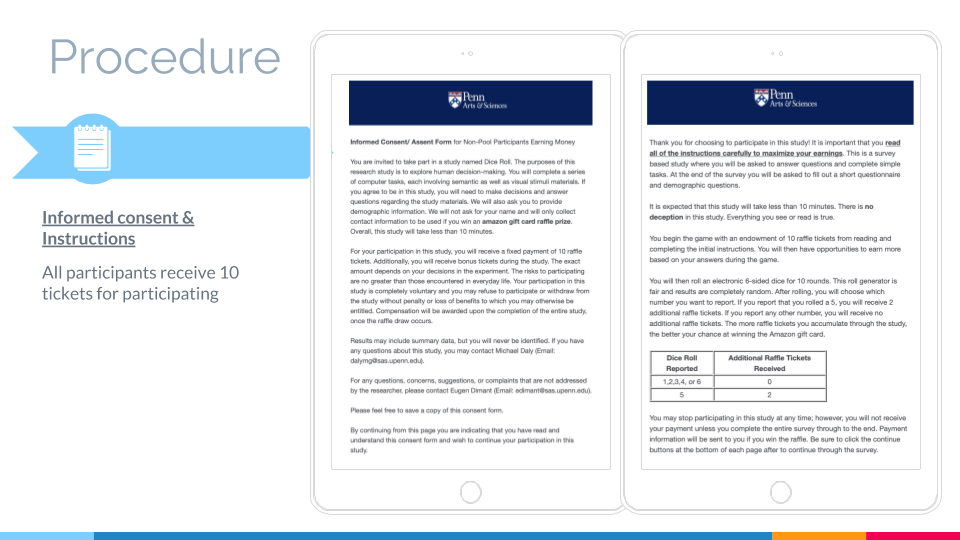 Procedure
Informed consent &
Instructions
All participants receive 10
tickets for participating
Penn
Arts & Sciences
Informed Consent/ Assent Form for Non-Pool Participants Earning Money
You are invited to take part in a study named Dice Roll. The purposes of this
research study is to explore human decision-making. You will complete a series
of computer tasks, each involving semantic as well as visual stimuli materials. If
you agree to be in this study, you will need to make decisions and answer
questions regarding the study materials. We will also ask you to provide
demographic information. We will not ask for your name and will only collect
contact information to be used if you win an amazon gift card raffle prize.
Overall, this study will take less than 10 minutes.
For your participation in this study, you will receive a fixed payment of 10 raffle
tickets. Additionally, you will receive bonus tickets during the study. The exact
amount depends on your decisions in the experiment. The risks to participating
are no greater than those encountered in everyday life. Your participation in this
study is completely voluntary and you may refuse to participate or withdraw from
the study without penalty or loss of benefits to which you may otherwise be
entitled. Compensation will be awarded upon the completion of the entire study,
once the raffle draw occurs.
Results may include summary data, but you will never be identified. If you have
any questions about this study, you may contact Michael Daly (Email:
dalymg@sas.upenn.edu).
For any questions, concerns, suggestions, or complaints that are not addressed
by the researcher, please contact Eugen Dimant (Email: edimant@sas.upenn.edu).
Please feel free to save a copy of this consent form.
By continuing from this page you are indicating that you have read and
understand this consent form and wish to continue your participation in this
study.
Penn
Arts & Sciences
Thank you for choosing to participate in this study! It is important that you read
all of the instructions carefully to maximize your earnings. This is a survey
based study where you will be asked to answer questions and complete simple
tasks. At the end of the survey you will be asked to fill out a short questionnaire
and demographic questions.
It is expected that this study will take less than 10 minutes. There is no
deception in this study. Everything you see or read is true.
You begin the game with an endowment of 10 raffle tickets from reading and
completing the initial instructions. You will then have opportunities to earn more
based on your answers during the game.
You will then roll an electronic 6-sided dice for 10 rounds. This roll generator is
fair and results are completely random. After rolling, you will choose which
number you want to report. If you report that you rolled a 5, you will receive 2
additional raffle tickets. If you report any other number, you will receive no
additional raffle tickets. The more raffle tickets you accumulate through the study,
the better your chance at winning the Amazon gift card.
Dice Roll Additional Raffle Tickets
Reported Received
1,2,3,4, or 6 0
5 2
You may stop participating in this study at any time; however, you will not receive
your payment unless you complete the entire survey through to the end. Payment
information will be sent to you if you win the raffle. Be sure to click the continue
buttons at the bottom of each page after to continue through the survey.